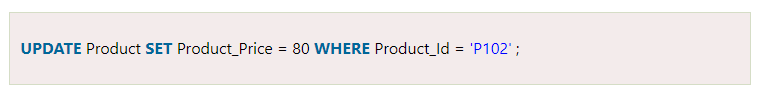 UPDATE Product SET Product_Price = 80 WHERE Product_Id = 'P102' ;